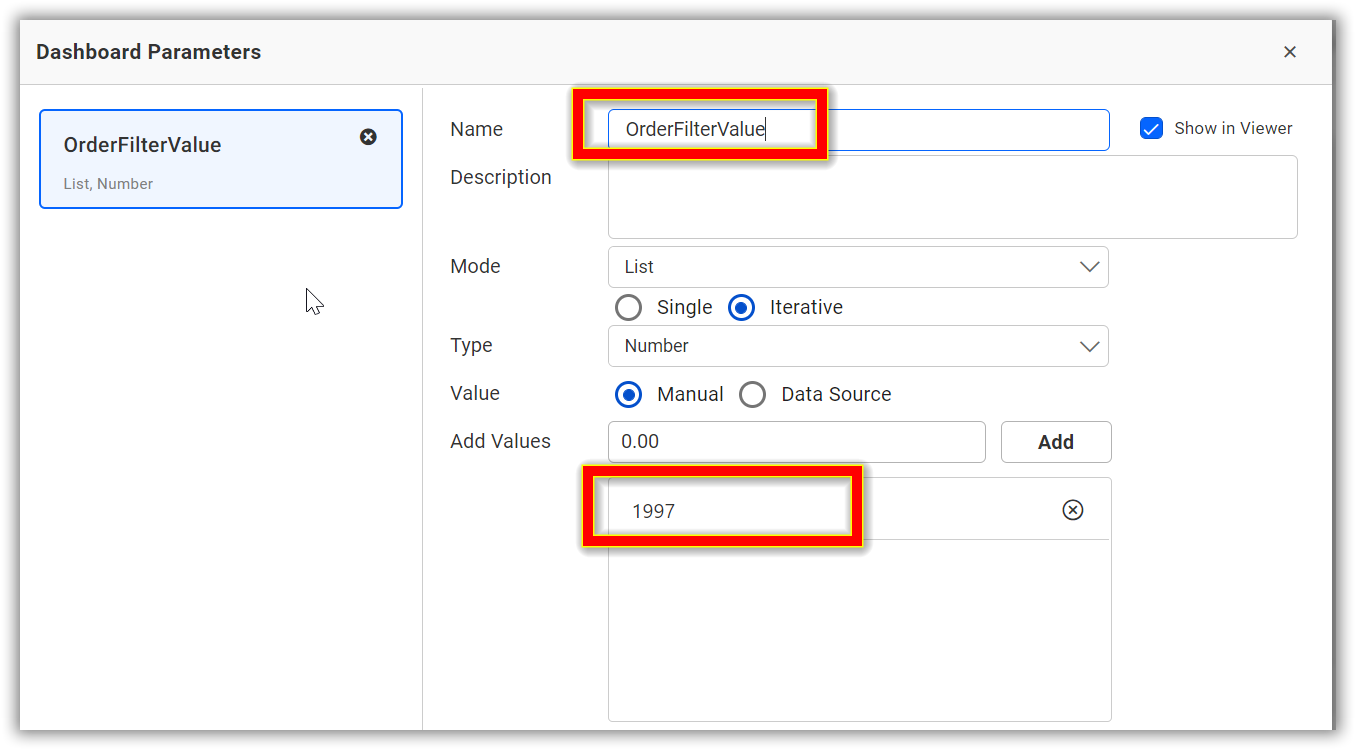 Dashboard Parameters
OrderFilterValue
List, Number
Name
OrderFilterValue
Show in Viewer
Description
Mode
List
Single
Iterative
Type
Number
Value
Manual
Data Source
Add Values
0.00
Add
1997